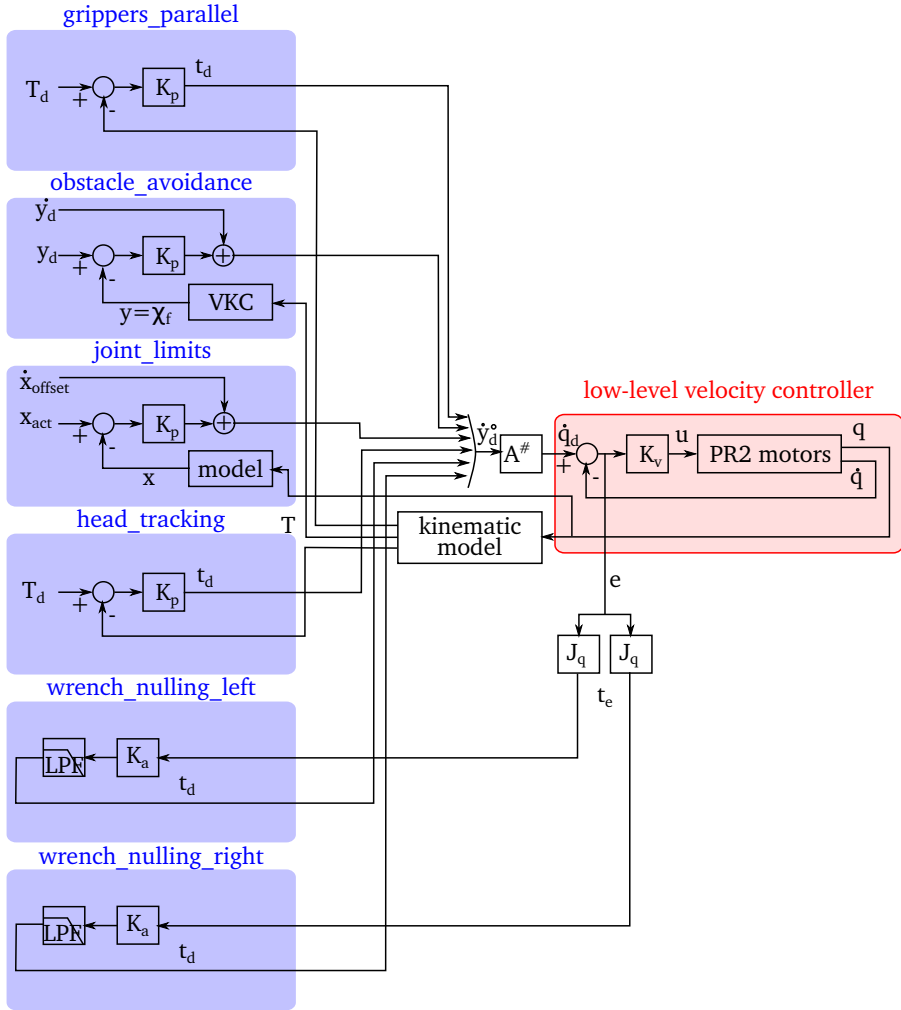 grippers_parallel
T_d
+
-
K_p
t_d
obstacle_avoidance
ẏ_d
y_d
+
-
K_p
+
VKC
y=χ_f
joint_limits
ẋ_offset
x_act
+
-
K_p
+
model
x
head_tracking
T
T_d
+
-
K_p
t_d
wrench_nulling_left
LPF
K_a
t_d
wrench_nulling_right
LPF
K_a
t_d
ẏ_d°
A^#
kinematic
model
low-level velocity controller
q̇_d
+
-
K_v
u
PR2 motors
q
q̇
e
J_q
J_q
t_e